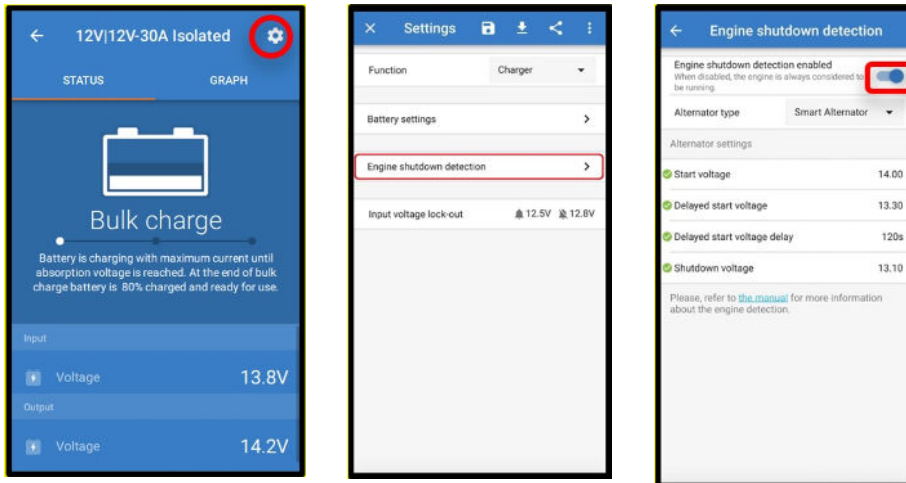 12V|12V-30A Isolated
STATUS GRAPH
Bulk charge
Battery is charging with maximum current until
absorption voltage is reached. At the end of bulk
charge battery is 80% charged and ready for use.
Input
Voltage 13.8V
Output
Voltage 14.2V
Settings
Function Charger
Battery settings
Engine shutdown detection
Input voltage lock-out 12.5V 12.8V
Engine shutdown detection
Engine shutdown detection enabled
When disabled, the engine is always considered to
be running.
Alternator type Smart Alternator
Alternator settings
Start voltage 14.00
Delayed start voltage 13.30
Delayed start voltage delay 120s
Shutdown voltage 13.10
Please, refer to the manual for more information
about the engine detection.